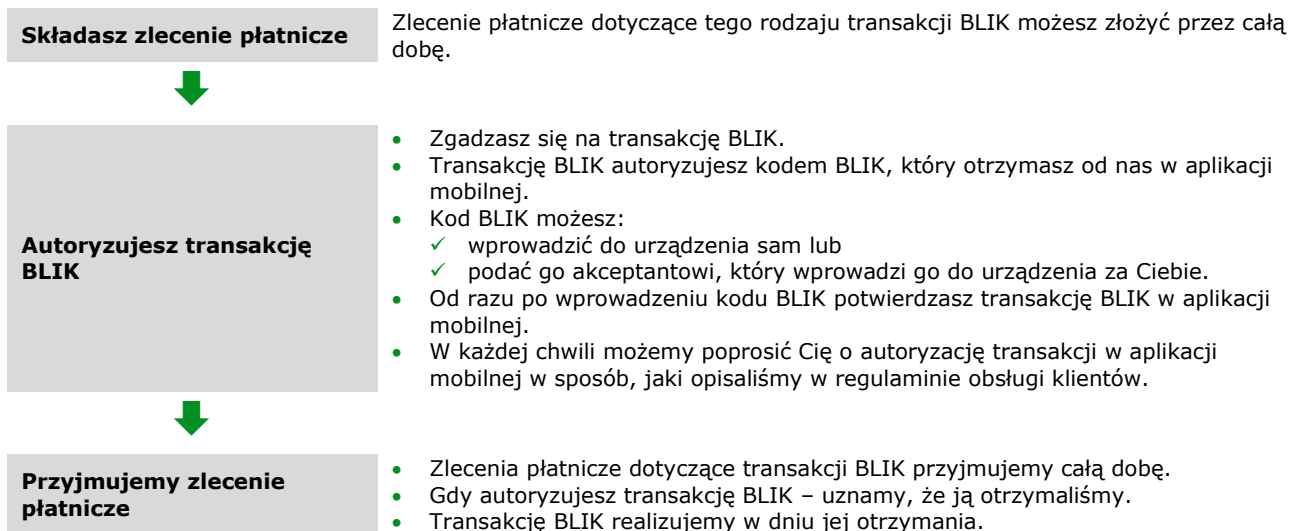 Składasz zlecenie płatnicze
Zlecenie płatnicze dotyczące tego rodzaju transakcji BLIK możesz złożyć przez całą
dobę.
Autoryzujesz transakcję
BLIK
• Zgadzasz się na transakcję BLIK.
• Transakcję BLIK autoryzujesz kodem BLIK, który otrzymasz od nas w aplikacji
mobilnej.
• Kod BLIK możesz:
✓ wprowadzić do urządzenia sam lub
✓ podać go akceptantowi, który wprowadzi go do urządzenia za Ciebie.
• Od razu po wprowadzeniu kodu BLIK potwierdzasz transakcję BLIK w aplikacji
mobilnej.
• W każdej chwili możemy poprosić Cię o autoryzację transakcji w aplikacji
mobilnej w sposób, jaki opisaliśmy w regulaminie obsługi klientów.
Przyjmujemy zlecenie
płatnicze
• Zlecenia płatnicze dotyczące transakcji BLIK przyjmujemy całą dobę.
• Gdy autoryzujesz transakcję BLIK – uznamy, że ją otrzymaliśmy.
• Transakcję BLIK realizujemy w dniu jej otrzymania.